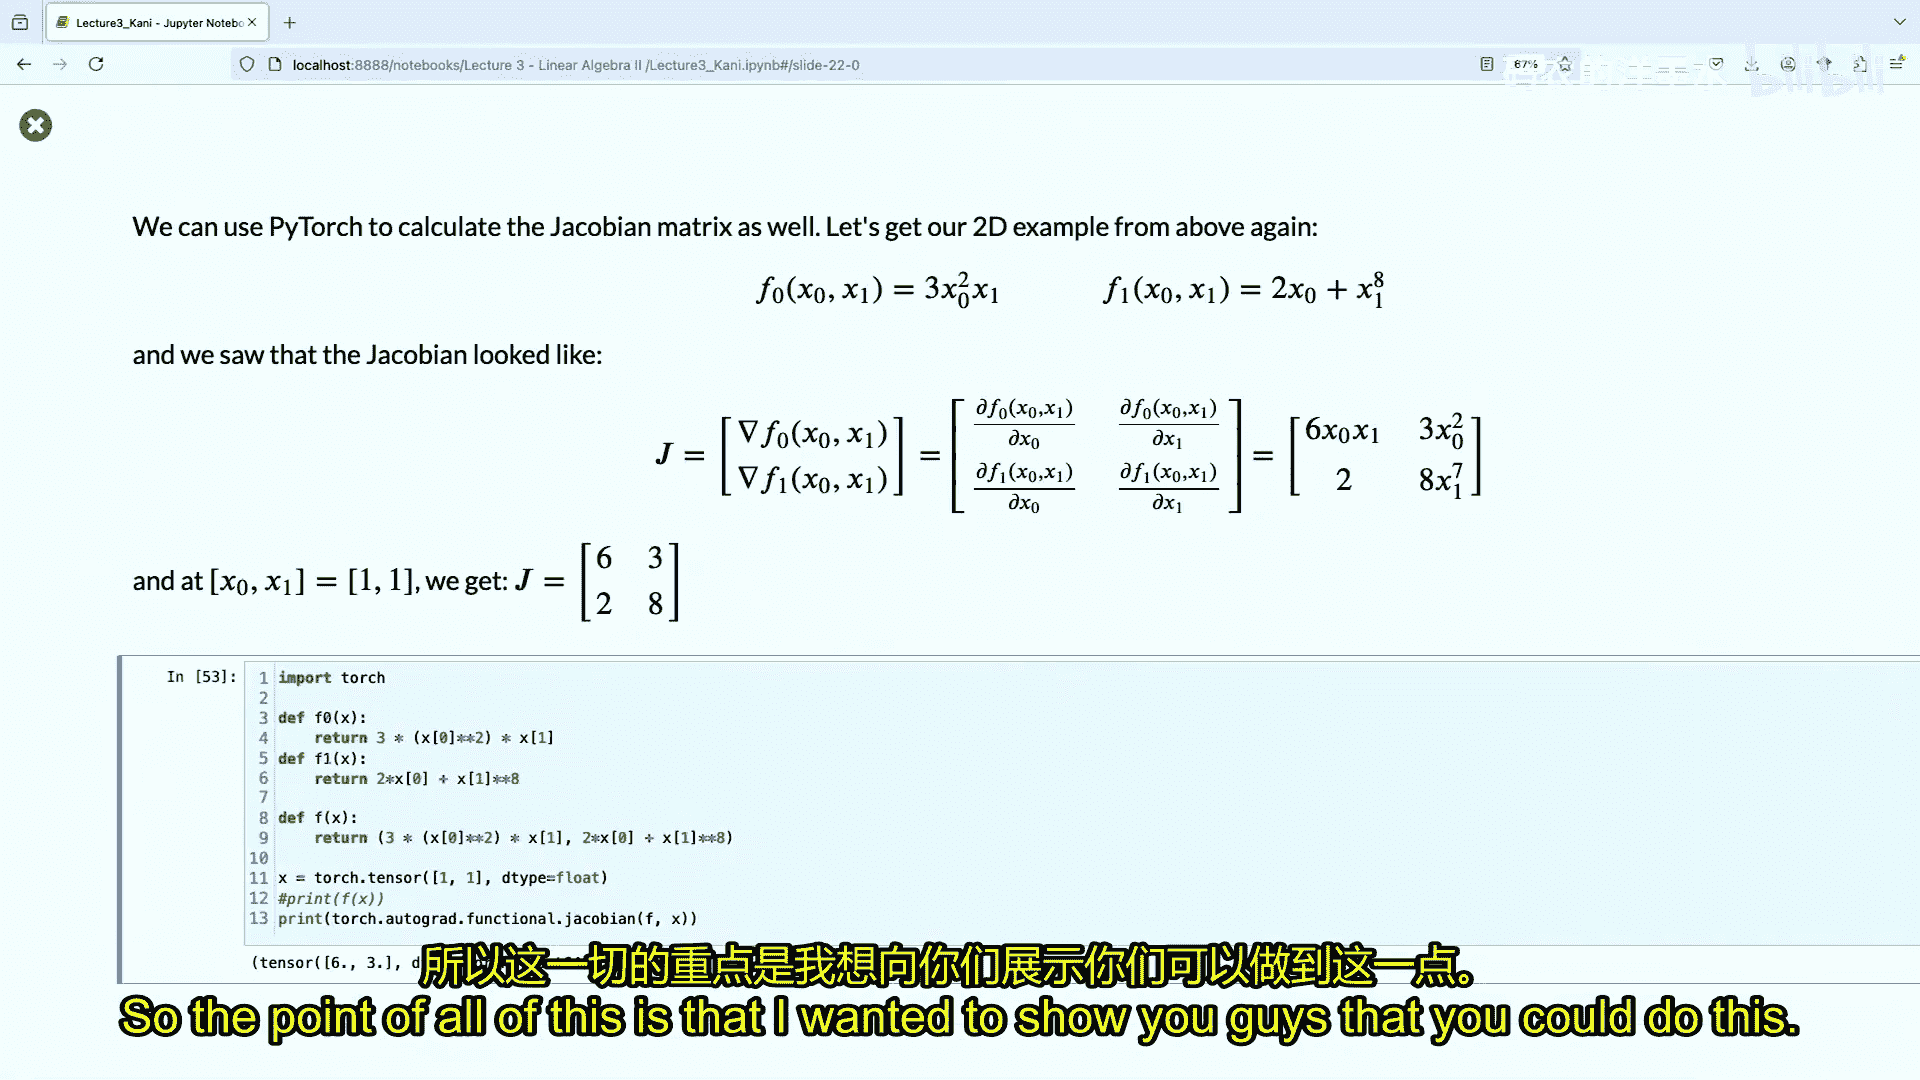 Lecture3_Kani - Jupyter Notebo
localhost:8888/notebooks/Lecture 3 - Linear Algebra II /Lecture3_Kani.ipynb#/slide-22-0
67%
bilibili
We can use PyTorch to calculate the Jacobian matrix as well. Let's get our 2D example from above again:
f₀(x₀, x₁) = 3x₀²x₁ f₁(x₀, x₁) = 2x₀ + x₁⁸
and we saw that the Jacobian looked like:
J = [∇f₀(x₀, x₁) ; ∇f₁(x₀, x₁)] = [∂f₀(x₀,x₁)/∂x₀ ∂f₀(x₀,x₁)/∂x₁ ; ∂f₁(x₀,x₁)/∂x₀ ∂f₁(x₀,x₁)/∂x₁] = [6x₀x₁ 3x₀² ; 2 8x₁⁷]
and at [x₀, x₁] = [1, 1], we get: J = [6 3 ; 2 8]
In [53]:
1 import torch
2
3 def f0(x):
4     return 3 * (x[0]**2) * x[1]
5 def f1(x):
6     return 2*x[0] + x[1]**8
7
8 def f(x):
9     return (3 * (x[0]**2) * x[1], 2*x[0] + x[1]**8)
10
11 x = torch.tensor([1, 1], dtype=float)
12 #print(f(x))
13 print(torch.autograd.functional.jacobian(f, x))
(tensor([6., 3.], d
所以这一切的重点是我想向你们展示你们可以做到这一点。
So the point of all of this is that I wanted to show you guys that you could do this.